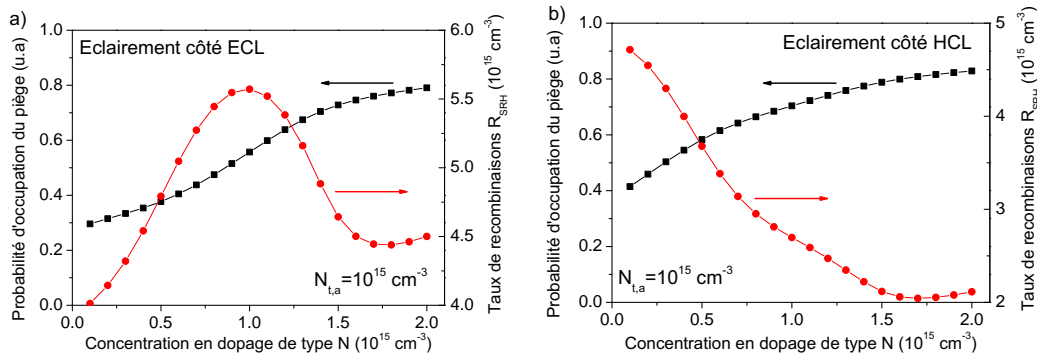 a)
Eclairement côté ECL
Probabilité d'occupation du piège (u.a)
1.0
0.8
0.6
0.4
0.2
0.0
6.0
5.5
5.0
4.5
4.0
Taux de recombinaisons R_SRH (10^15 cm^-3)
N_t,a=10^15 cm^-3
0.0 0.5 1.0 1.5 2.0
Concentration en dopage de type N (10^15 cm^-3)
b)
Eclairement côté HCL
Probabilité d'occupation du piège (u.a)
1.0
0.8
0.6
0.4
0.2
0.0
5
4
3
2
Taux de recombinaisons R_SRH (10^15 cm^-3)
N_t,a=10^15 cm^-3
0.0 0.5 1.0 1.5 2.0
Concentration en dopage de type N (10^15 cm^-3)